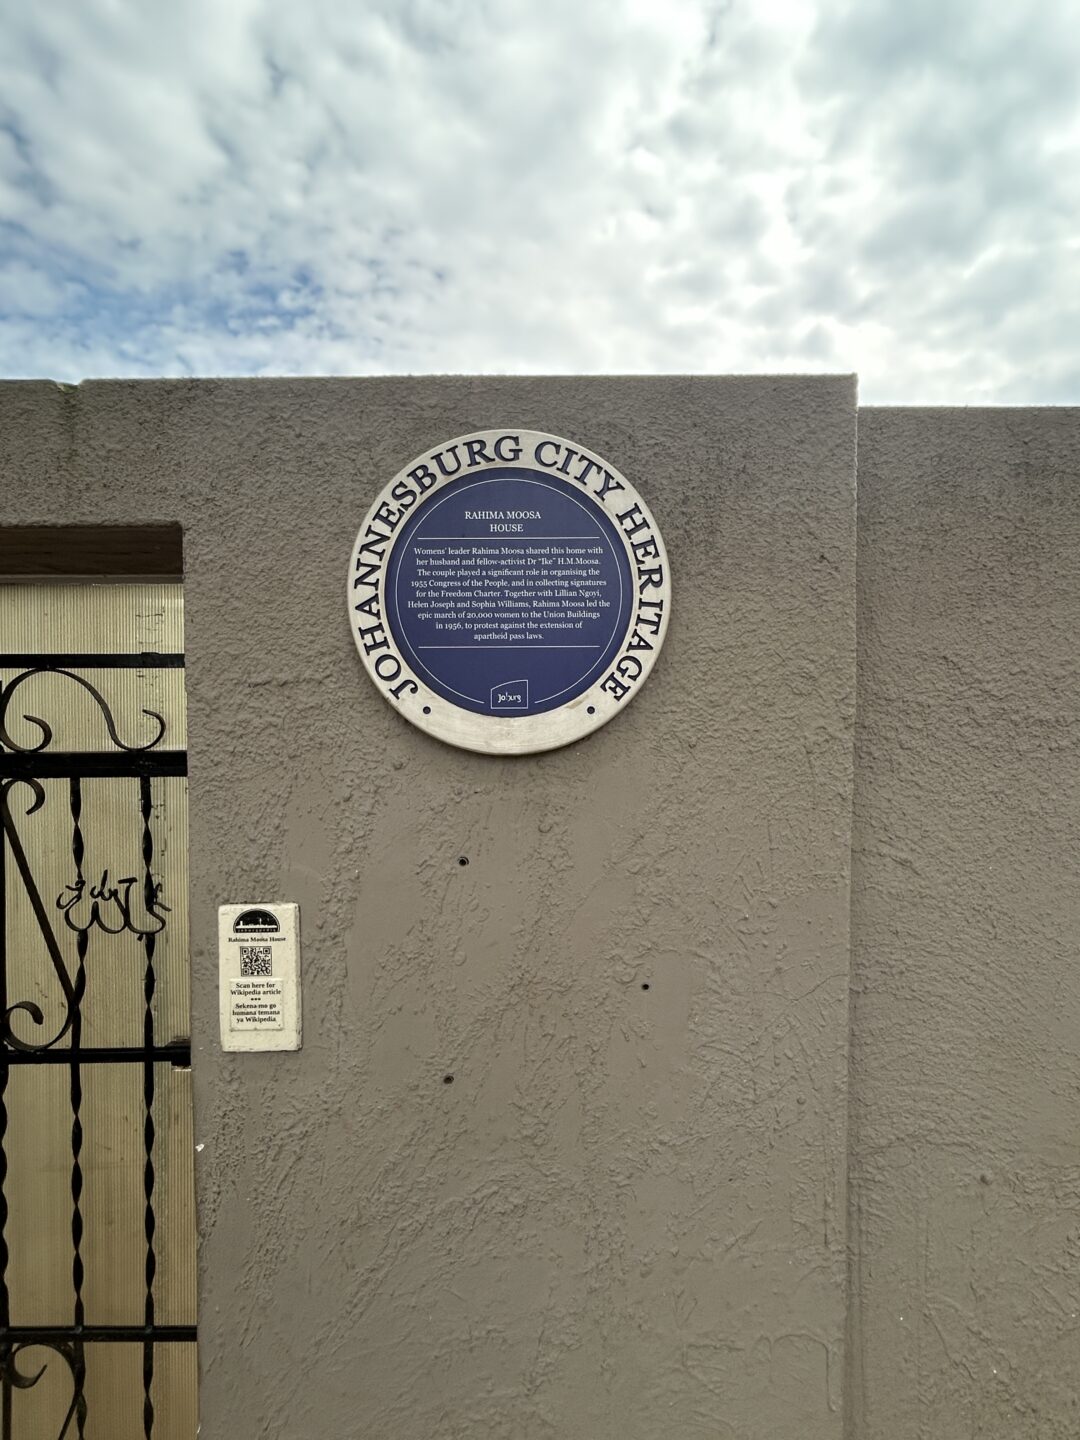 JOHANNESBURG CITY HERITAGE
RAHIMA MOOSA
HOUSE
Womens' leader Rahima Moosa shared this home with
her husband and fellow-activist Dr "Ike" H.M.Moosa.
The couple played a significant role in organising the
1955 Congress of the People, and in collecting signatures
for the Freedom Charter. Together with Lillian Ngoyi,
Helen Joseph and Sophia Williams, Rahima Moosa led the
epic march of 20,000 women to the Union Buildings
in 1956, to protest against the extension of
apartheid pass laws.
Joburg
Rahima Moosa House
Scan here for
Wikipedia article
***
Sekena mo go
humana temana
ya Wikipedia